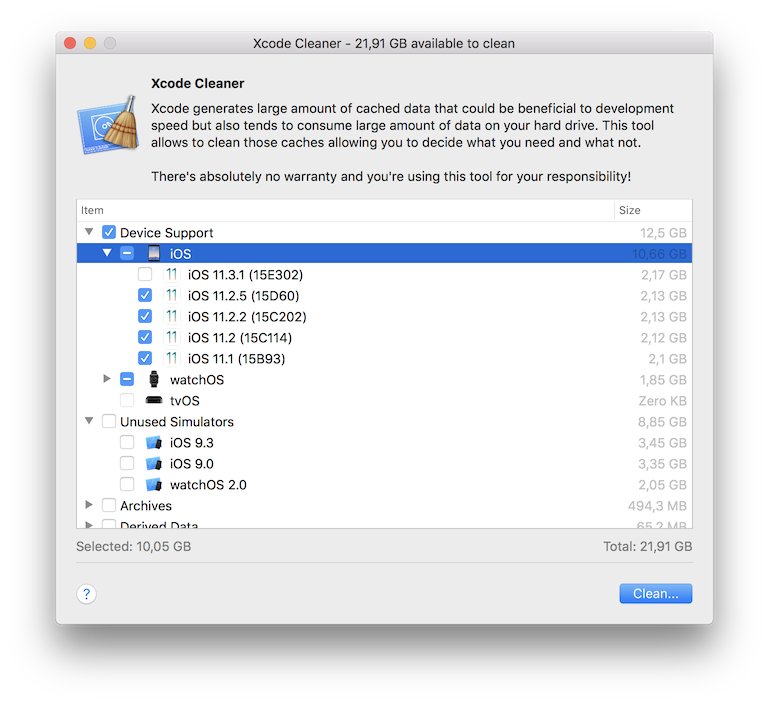 Xcode Cleaner - 21,91 GB available to clean
Xcode Cleaner
Xcode generates large amount of cached data that could be beneficial to development
speed but also tends to consume large amount of data on your hard drive. This tool
allows to clean those caches allowing you to decide what you need and what not.
There's absolutely no warranty and you're using this tool for your responsibility!
Item Size
Device Support 12,5 GB
iOS 10,66 GB
11 iOS 11.3.1 (15E302) 2,17 GB
11 iOS 11.2.5 (15D60) 2,13 GB
11 iOS 11.2.2 (15C202) 2,13 GB
11 iOS 11.2 (15C114) 2,12 GB
11 iOS 11.1 (15B93) 2,1 GB
watchOS 1,85 GB
tvOS Zero KB
Unused Simulators 8,85 GB
iOS 9.3 3,45 GB
iOS 9.0 3,35 GB
watchOS 2.0 2,05 GB
Archives 494,3 MB
Derived Data 65,2 MB
Selected: 10,05 GB Total: 21,91 GB
? Clean...